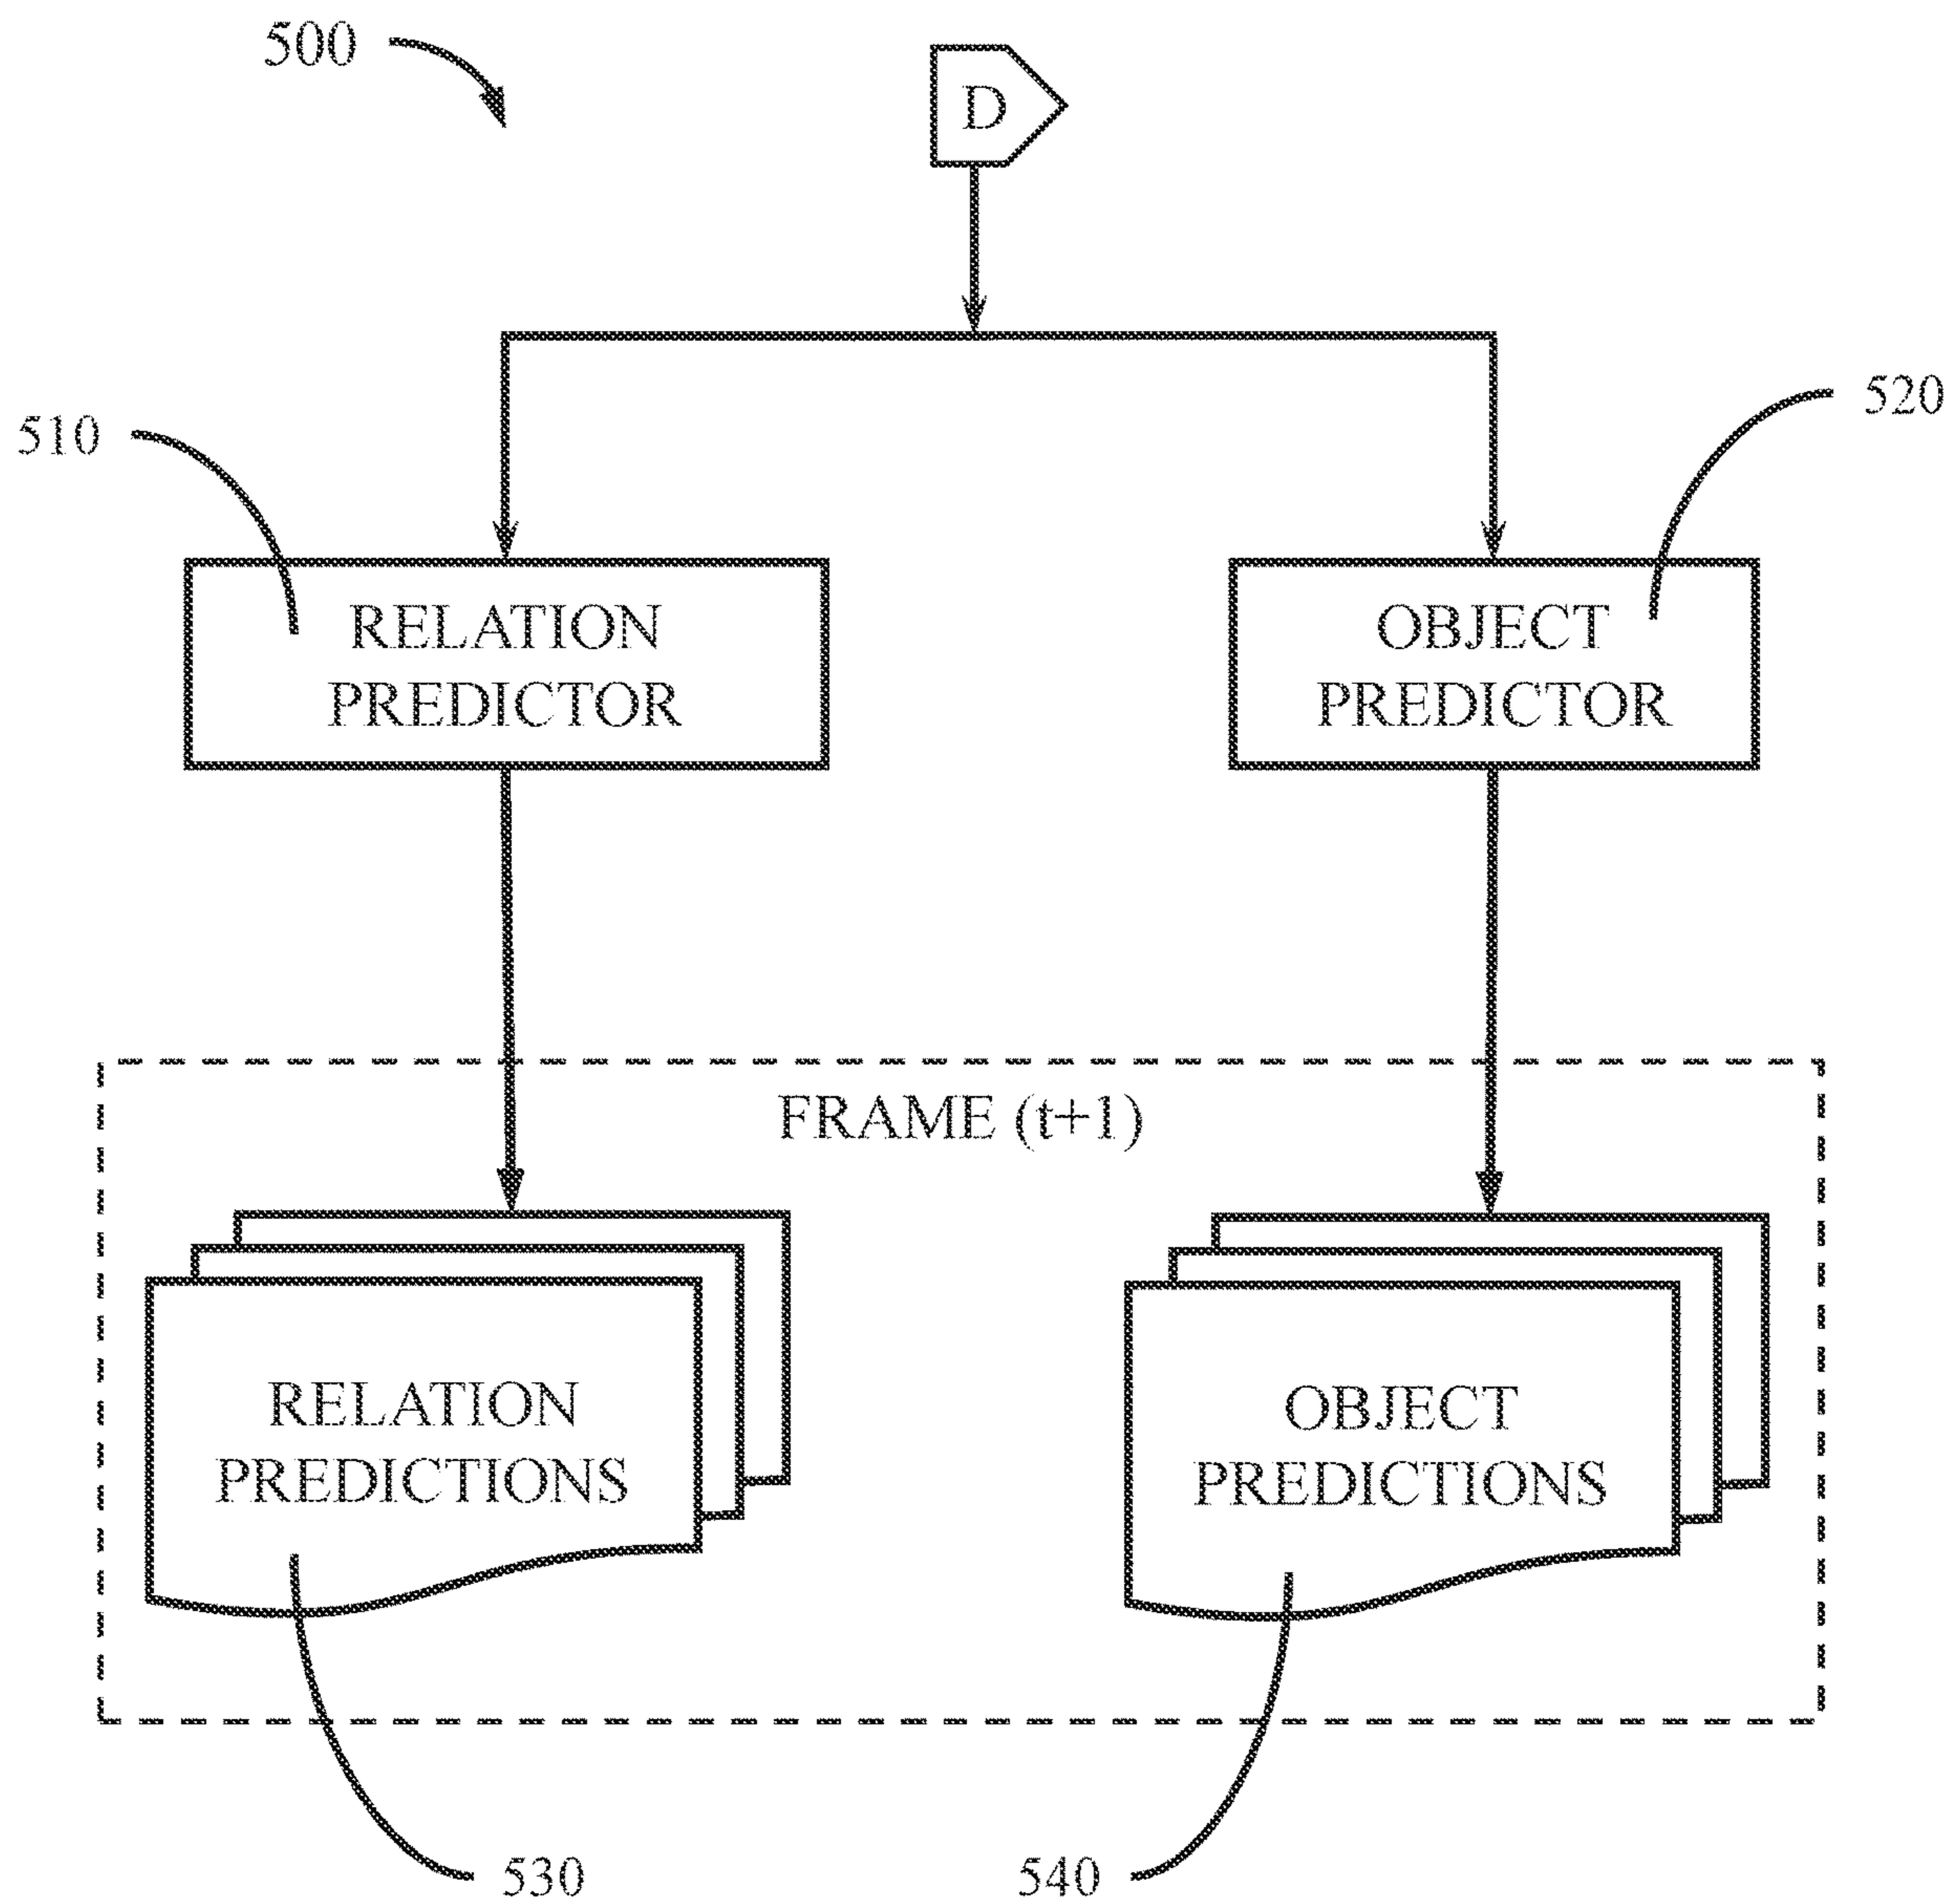 500
D
510
520
RELATION
PREDICTOR
OBJECT
PREDICTOR
FRAME (t+1)
RELATION
PREDICTIONS
OBJECT
PREDICTIONS
530
540